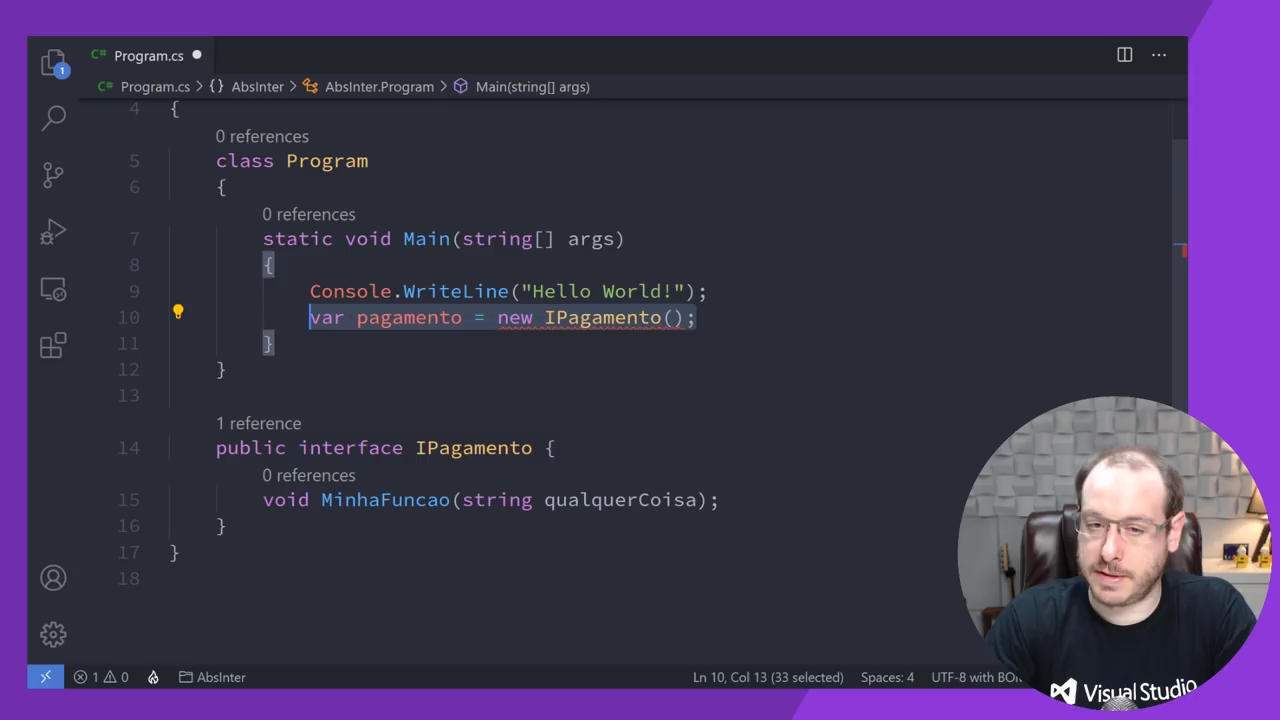 Program.cs
Program.cs > AbsInter > AbsInter.Program > Main(string[] args)
1
4 {
0 references
5 class Program
6 {
0 references
7 static void Main(string[] args)
8 {
9 Console.WriteLine("Hello World!");
10 var pagamento = new IPagamento();
11 }
12 }
13
1 reference
14 public interface IPagamento {
0 references
15 void MinhaFuncao(string qualquerCoisa);
16 }
17 }
18
Visual Studio
1 0 AbsInter Ln 10, Col 13 (33 selected) Spaces: 4 UTF-8 with BOM